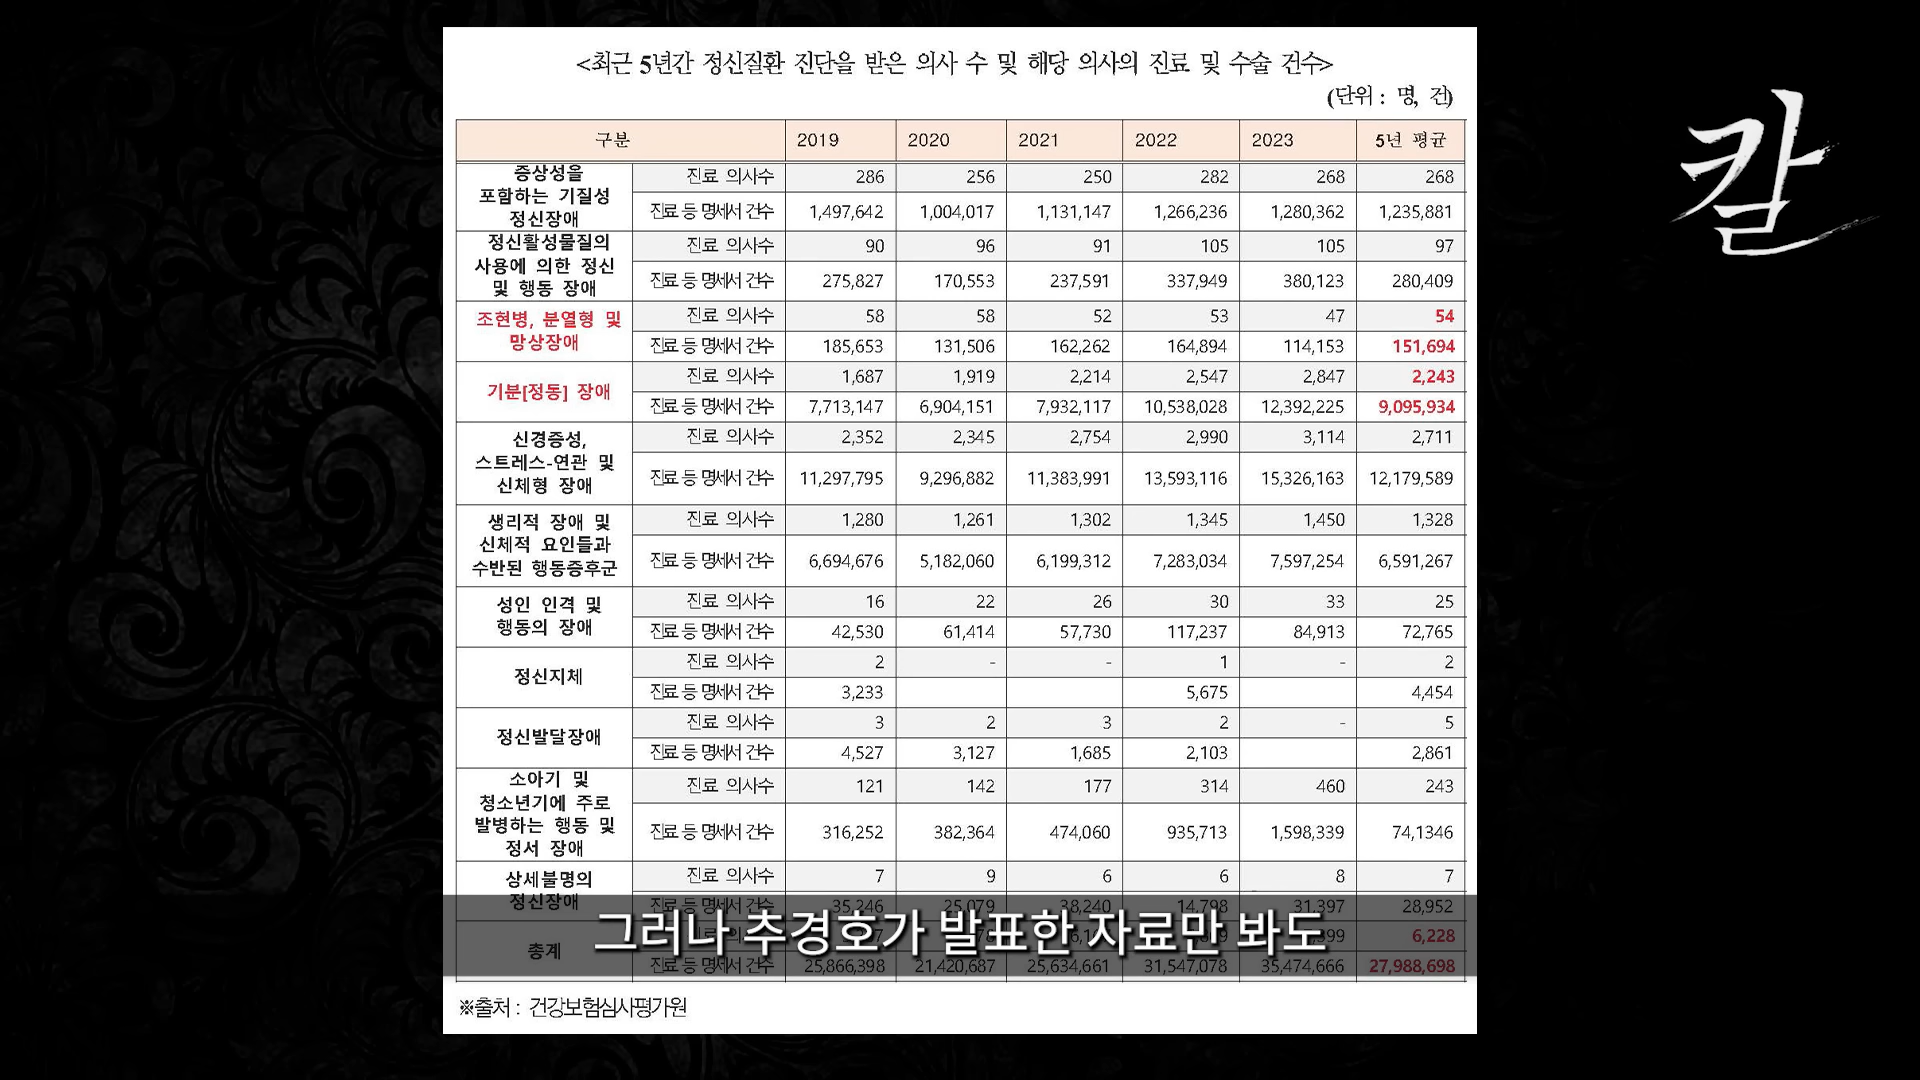 <최근 5년간 정신질환 진단을 받은 의사 수 및 해당 의사의 진료 및 수술 건수>
(단위 : 명, 건)
칼
구분 2019 2020 2021 2022 2023 5년 평균
증상성을
포함하는 기질성
정신장애
진료 의사수 286 256 250 282 268 268
진료 등 명세서 건수 1,497,642 1,004,017 1,131,147 1,266,236 1,280,362 1,235,881
정신활성물질의
사용에 의한 정신
및 행동 장애
진료 의사수 90 96 91 105 105 97
진료 등 명세서 건수 275,827 170,553 237,591 337,949 380,123 280,409
조현병, 분열형 및
망상장애
진료 의사수 58 58 52 53 47 54
진료 등 명세서 건수 185,653 131,506 162,262 164,894 114,153 151,694
기분[정동] 장애
진료 의사수 1,687 1,919 2,214 2,547 2,847 2,243
진료 등 명세서 건수 7,713,147 6,904,151 7,932,117 10,538,028 12,392,225 9,095,934
신경증성,
스트레스-연관 및
신체형 장애
진료 의사수 2,352 2,345 2,754 2,990 3,114 2,711
진료 등 명세서 건수 11,297,795 9,296,882 11,383,991 13,593,116 15,326,163 12,179,589
생리적 장애 및
신체적 요인들과
수반된 행동증후군
진료 의사수 1,280 1,261 1,302 1,345 1,450 1,328
진료 등 명세서 건수 6,694,676 5,182,060 6,199,312 7,283,034 7,597,254 6,591,267
성인 인격 및
행동의 장애
진료 의사수 16 22 26 30 33 25
진료 등 명세서 건수 42,530 61,414 57,730 117,237 84,913 72,765
정신지체
진료 의사수 2 - - 1 - 2
진료 등 명세서 건수 3,233 5,675 4,454
정신발달장애
진료 의사수 3 2 3 2 - 5
진료 등 명세서 건수 4,527 3,127 1,685 2,103 2,861
소아기 및
청소년기에 주로
발병하는 행동 및
정서 장애
진료 의사수 121 142 177 314 460 243
진료 등 명세서 건수 316,252 382,364 474,060 935,713 1,598,339 74,1346
상세불명의
정신장애
진료 의사수 7 9 6 6 8 7
진료 등 명세서 건수 35,246 25,079 38,240 14,798 31,397 28,952
총계
6,228
진료 등 명세서 건수 25,866,398 21,420,687 25,634,661 31,547,078 35,474,666 27,988,698
그러나 추경호가 발표한 자료만 봐도
※출처 : 건강보험심사평가원